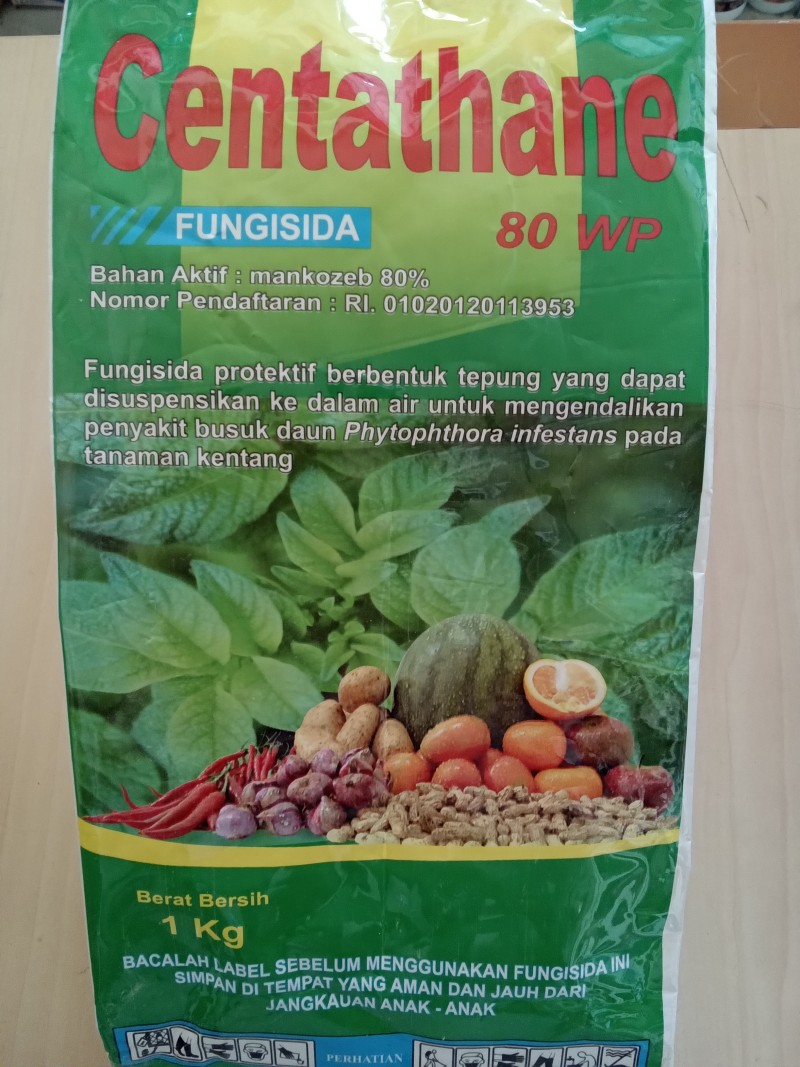 Centathane
FUNGISIDA
80 WP
Bahan Aktif : mankozeb 80%
Nomor Pendaftaran : RI. 01020120113953
Fungisida protektif berbentuk tepung yang dapat
disuspensikan ke dalam air untuk mengendalikan
penyakit busuk daun Phytophthora infestans pada
tanaman kentang
Berat Bersih
1 Kg
BACALAH LABEL SEBELUM MENGGUNAKAN FUNGISIDA INI
SIMPAN DI TEMPAT YANG AMAN DAN JAUH DARI
JANGKAUAN ANAK - ANAK
PERHATIAN